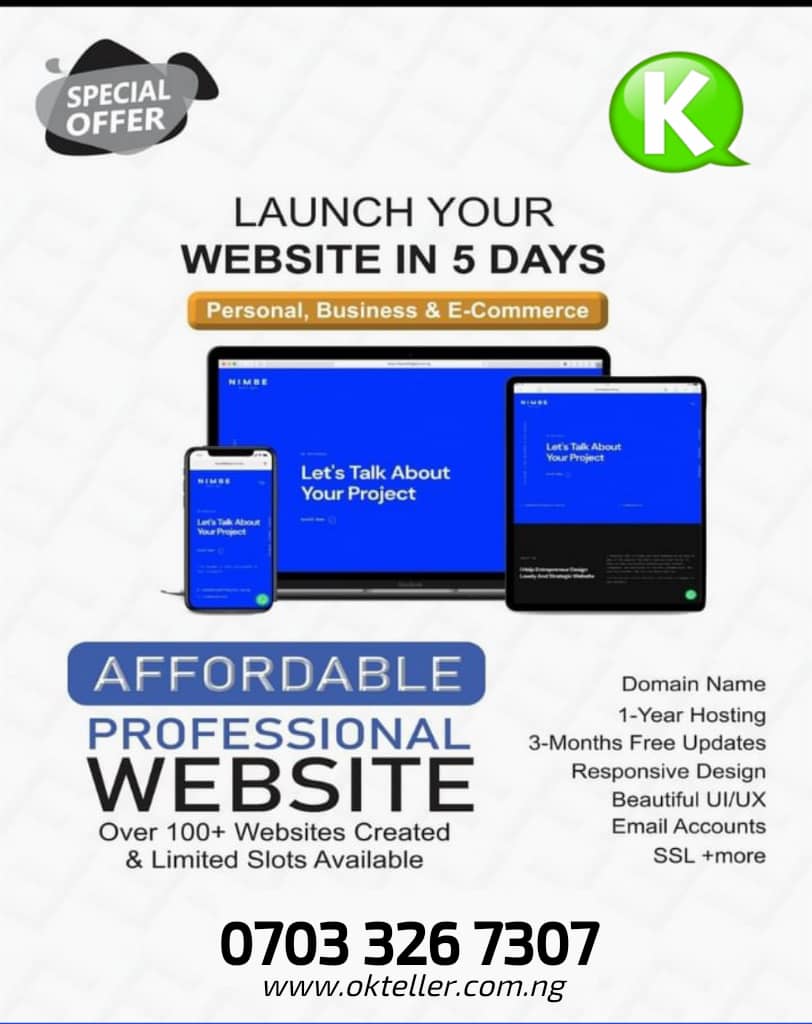 SPECIAL
OFFER
K
LAUNCH YOUR
WEBSITE IN 5 DAYS
Personal, Business & E-Commerce
NIMBE
Let's Talk About
Your Project
NIMBE
Let's Talk About
Your Project
I Help Entrepreneur Design
Lovely And Strategic Website
NIMBE
Let's Talk About
Your Project
AFFORDABLE
PROFESSIONAL
WEBSITE
Over 100+ Websites Created
& Limited Slots Available
Domain Name
1-Year Hosting
3-Months Free Updates
Responsive Design
Beautiful UI/UX
Email Accounts
SSL +more
0703 326 7307
www.okteller.com.ng